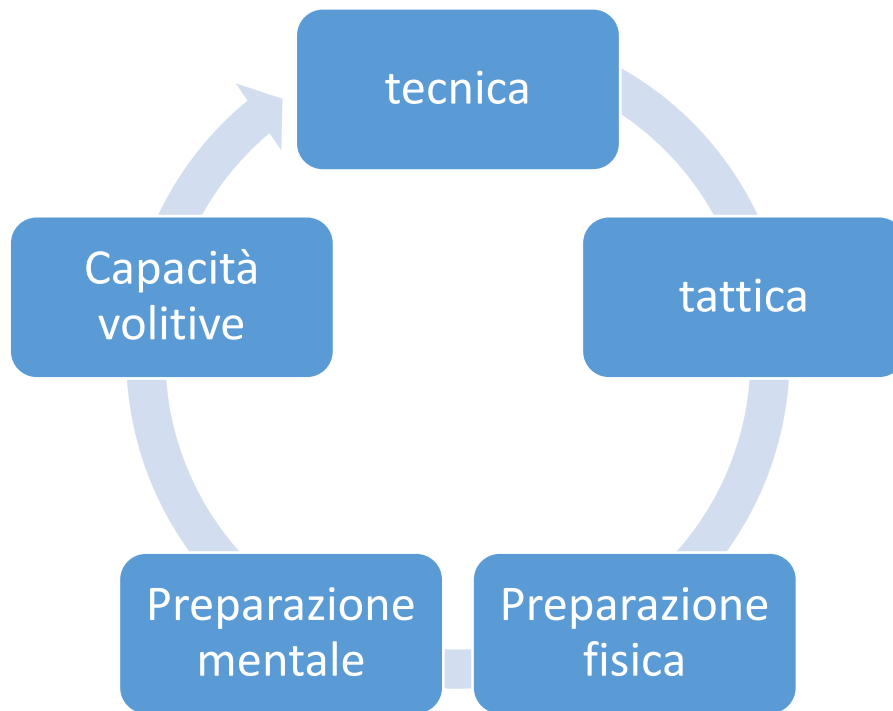 tecnica
tattica
Preparazione
fisica
Preparazione
mentale
Capacità
volitive